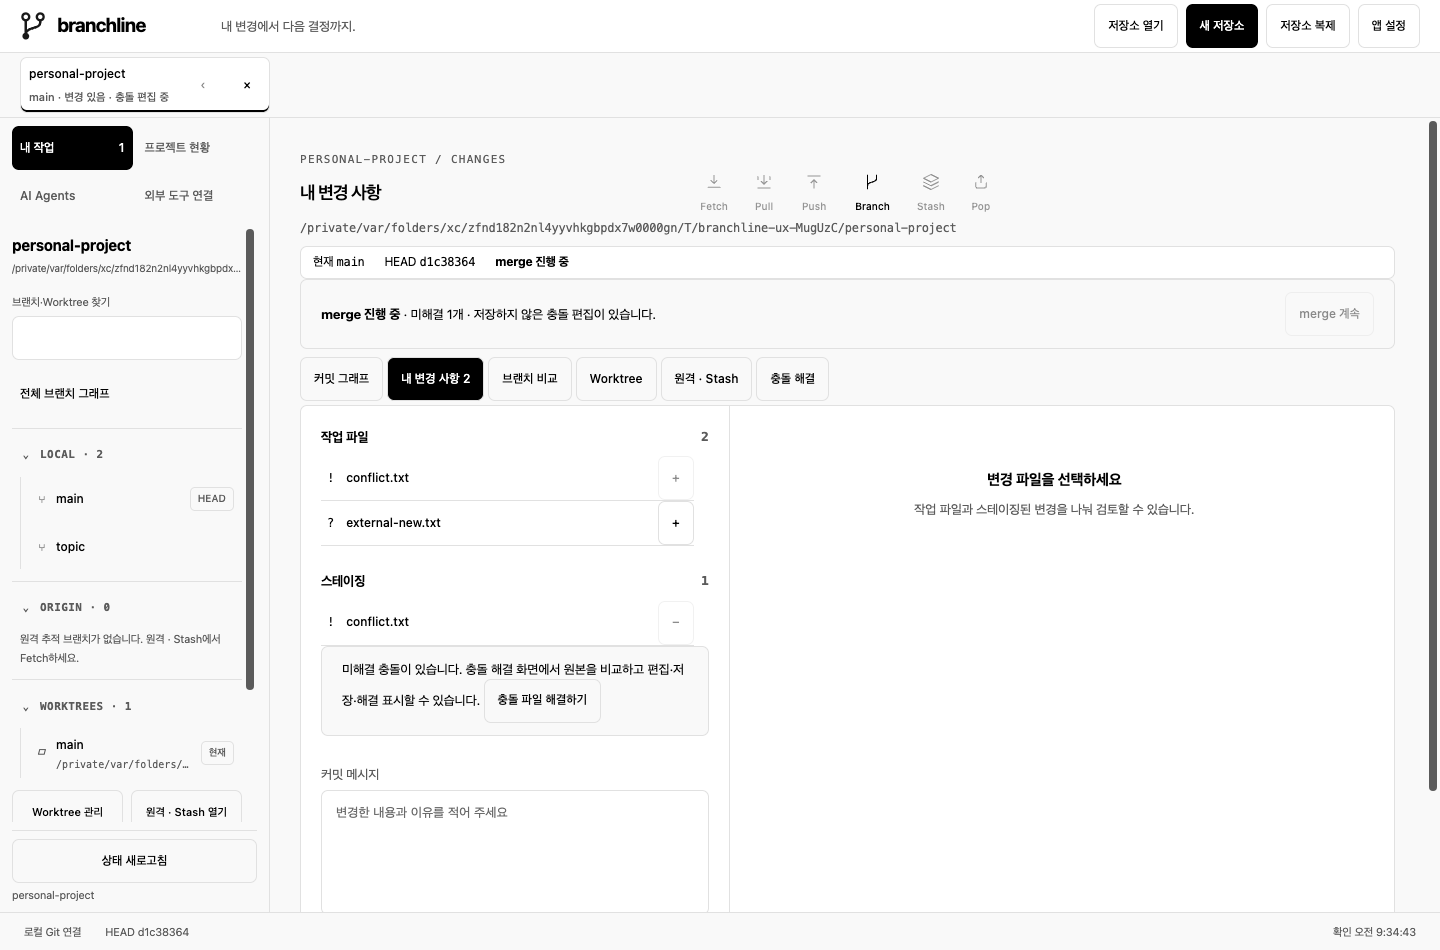 branchline
내 변경에서 다음 결정까지.
저장소 열기
새 저장소
저장소 복제
앱 설정
personal-project
main · 변경 있음 · 충돌 편집 중
‹
×
내 작업 1
프로젝트 현황
AI Agents
외부 도구 연결
personal-project
/private/var/folders/xc/zfnd182n2nl4yyvhkgbpdx...
브랜치·Worktree 찾기
전체 브랜치 그래프
LOCAL · 2
main HEAD
topic
ORIGIN · 0
원격 추적 브랜치가 없습니다. 원격 · Stash에서
Fetch하세요.
WORKTREES · 1
main
/private/var/folders/… 현재
Worktree 관리
원격 · Stash 열기
상태 새로고침
personal-project
PERSONAL-PROJECT / CHANGES
내 변경 사항
Fetch
Pull
Push
Branch
Stash
Pop
/private/var/folders/xc/zfnd182n2nl4yyvhkgbpdx7w0000gn/T/branchline-ux-MugUzC/personal-project
현재 main HEAD d1c38364 merge 진행 중
merge 진행 중 · 미해결 1개 · 저장하지 않은 충돌 편집이 있습니다.
merge 계속
커밋 그래프
내 변경 사항 2
브랜치 비교
Worktree
원격 · Stash
충돌 해결
작업 파일 2
! conflict.txt +
? external-new.txt +
스테이징 1
! conflict.txt −
미해결 충돌이 있습니다. 충돌 해결 화면에서 원본을 비교하고 편집·저
장·해결 표시할 수 있습니다. 충돌 파일 해결하기
커밋 메시지
변경한 내용과 이유를 적어 주세요
변경 파일을 선택하세요
작업 파일과 스테이징된 변경을 나눠 검토할 수 있습니다.
로컬 Git 연결
HEAD d1c38364
확인 오전 9:34:43